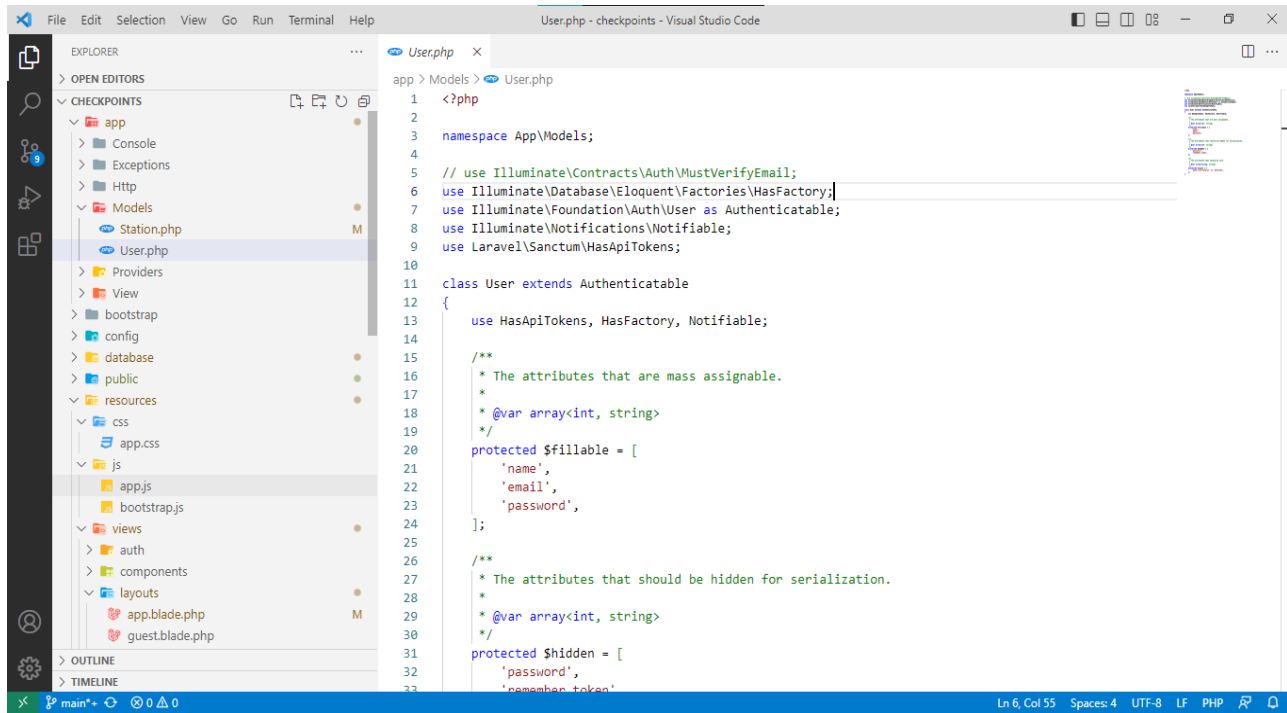 File Edit Selection View Go Run Terminal Help
User.php - checkpoints - Visual Studio Code
EXPLORER
OPEN EDITORS
CHECKPOINTS
app
Console
Exceptions
Http
Models
Station.php M
User.php
Providers
View
bootstrap
config
database
public
resources
css
app.css
js
app.js
bootstrap.js
views
auth
components
layouts
app.blade.php M
guest.blade.php
OUTLINE
TIMELINE
9
User.php
app > Models > User.php
1 <?php
2
3 namespace App\Models;
4
5 // use Illuminate\Contracts\Auth\MustVerifyEmail;
6 use Illuminate\Database\Eloquent\Factories\HasFactory;
7 use Illuminate\Foundation\Auth\User as Authenticatable;
8 use Illuminate\Notifications\Notifiable;
9 use Laravel\Sanctum\HasApiTokens;
10
11 class User extends Authenticatable
12 {
13     use HasApiTokens, HasFactory, Notifiable;
14
15     /**
16      * The attributes that are mass assignable.
17      *
18      * @var array<int, string>
19      */
20     protected $fillable = [
21         'name',
22         'email',
23         'password',
24     ];
25
26     /**
27      * The attributes that should be hidden for serialization.
28      *
29      * @var array<int, string>
30      */
31     protected $hidden = [
32         'password',
33         'remember_token'
main*+ 0 0
Ln 6, Col 55 Spaces: 4 UTF-8 LF PHP